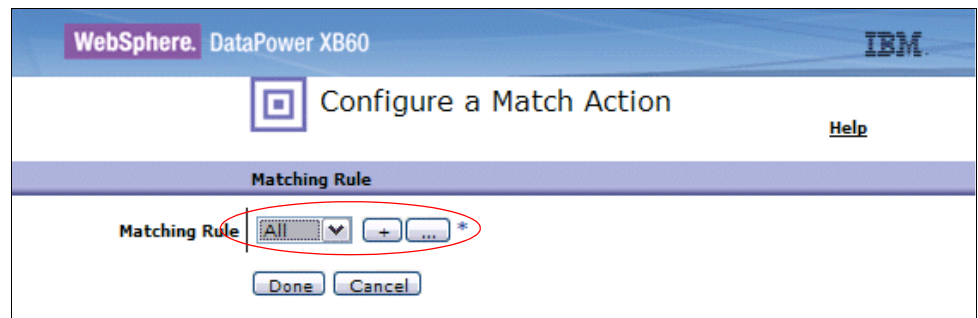 WebSphere. DataPower XB60 IBM.
Configure a Match Action
Help
Matching Rule
Matching Rule All + ... *
Done Cancel